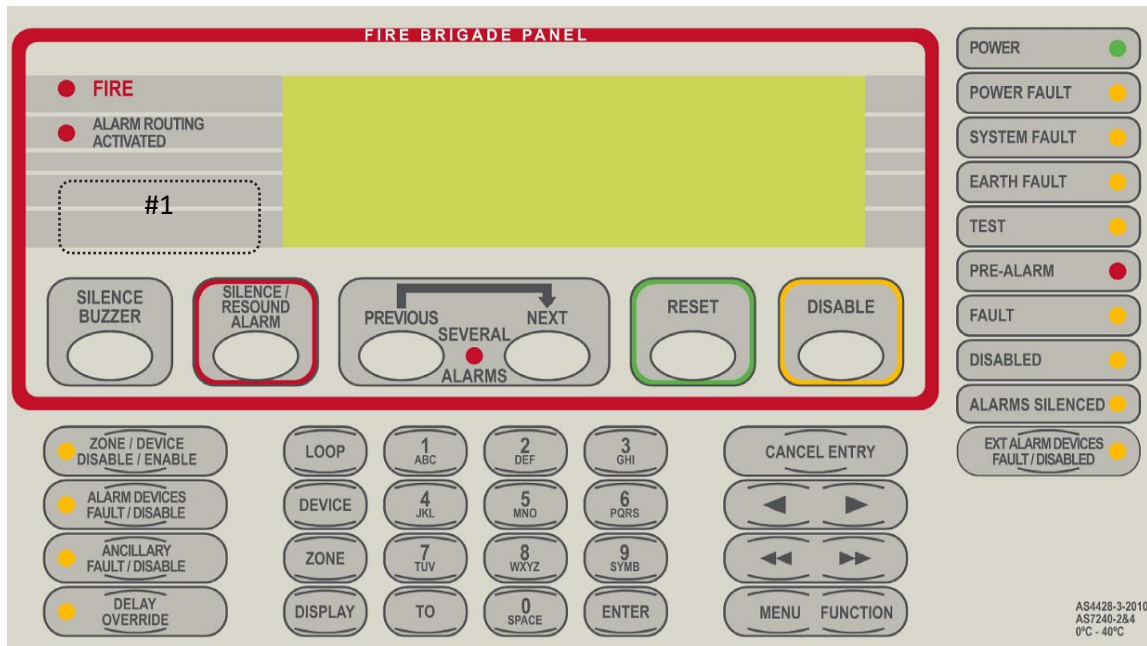 FIRE BRIGADE PANEL
FIRE
ALARM ROUTING
ACTIVATED
#1
SILENCE
BUZZER
SILENCE /
RESOUND
ALARM
PREVIOUS
NEXT
SEVERAL
ALARMS
RESET
DISABLE
POWER
POWER FAULT
SYSTEM FAULT
EARTH FAULT
TEST
PRE-ALARM
FAULT
DISABLED
ALARMS SILENCED
EXT ALARM DEVICES
FAULT / DISABLED
ZONE / DEVICE
DISABLE / ENABLE
ALARM DEVICES
FAULT / DISABLE
ANCILLARY
FAULT / DISABLE
DELAY
OVERRIDE
LOOP
1
ABC
2
DEF
3
GHI
DEVICE
4
JKL
5
MNO
6
PQRS
ZONE
7
TUV
8
WXYZ
9
SYMB
DISPLAY
TO
0
SPACE
ENTER
CANCEL ENTRY
MENU FUNCTION
AS4428-3-2010
AS7240-2&4
0ºC - 40ºC